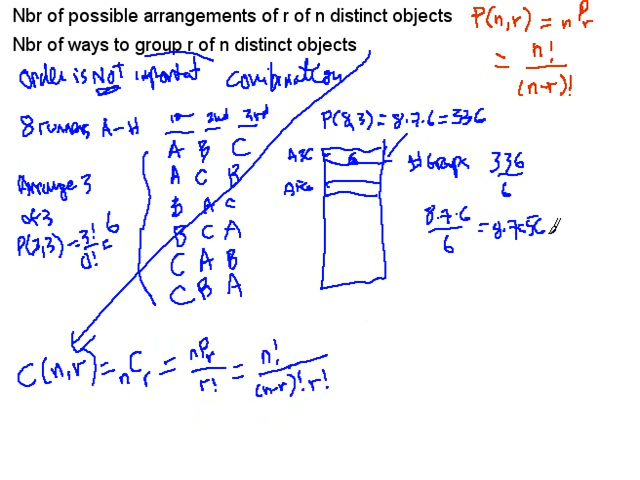 Nbr of possible arrangements of r of n distinct objects
P(n,r) = nPr
= n!/(n-r)!
Nbr of ways to group r of n distinct objects
order is NOT important combination
8 runners A-H 1st 2nd 3rd
P(8,3) = 8.7.6 = 336
A B C
A C B
B A C
B C A
C A B
C B A
Arrange 3
of 3
P(3,3) = 3!/0! = 6
ABC 6
# Groups 336/6
8.7.6/6 = 8.7=56
C(n,r) = nCr = nPr/r! = n!/(n-r)! r!